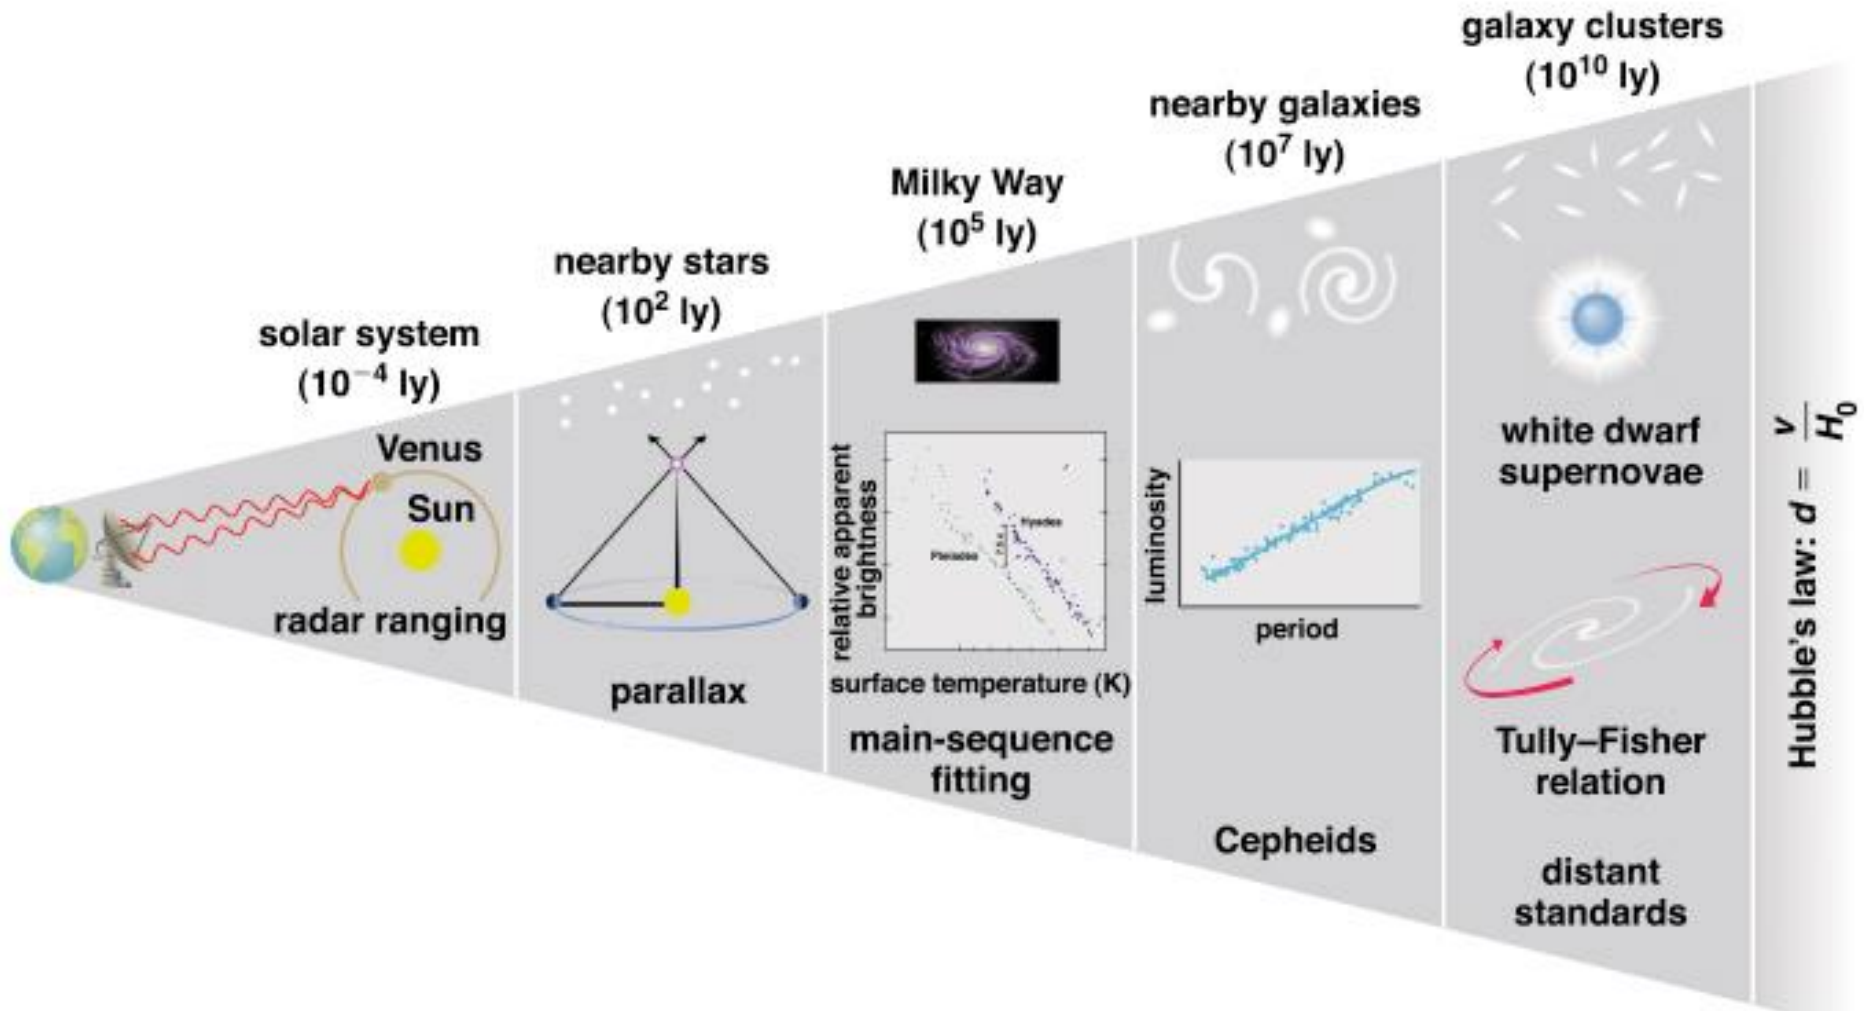 solar system
(10⁻⁴ ly)
Venus
Sun
radar ranging
nearby stars
(10² ly)
parallax
Milky Way
(10⁵ ly)
relative apparent
brightness
Hyades
Pleiades
surface temperature (K)
main-sequence
fitting
nearby galaxies
(10⁷ ly)
luminosity
period
Cepheids
galaxy clusters
(10¹⁰ ly)
white dwarf
supernovae
Tully–Fisher
relation
distant
standards
Hubble's law: d = v/H₀